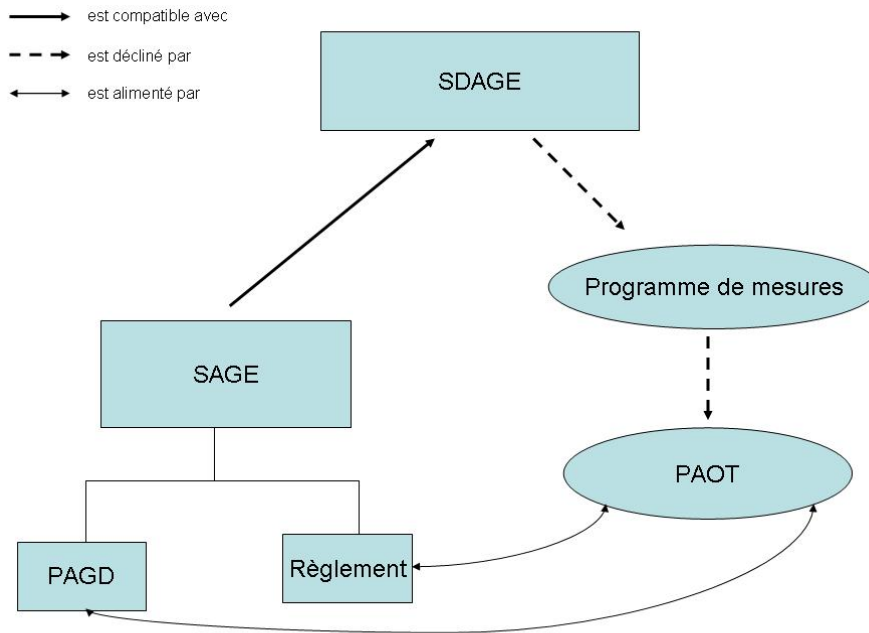 est compatible avec
est décliné par
est alimenté par
SDAGE
Programme de mesures
SAGE
PAOT
PAGD
Règlement